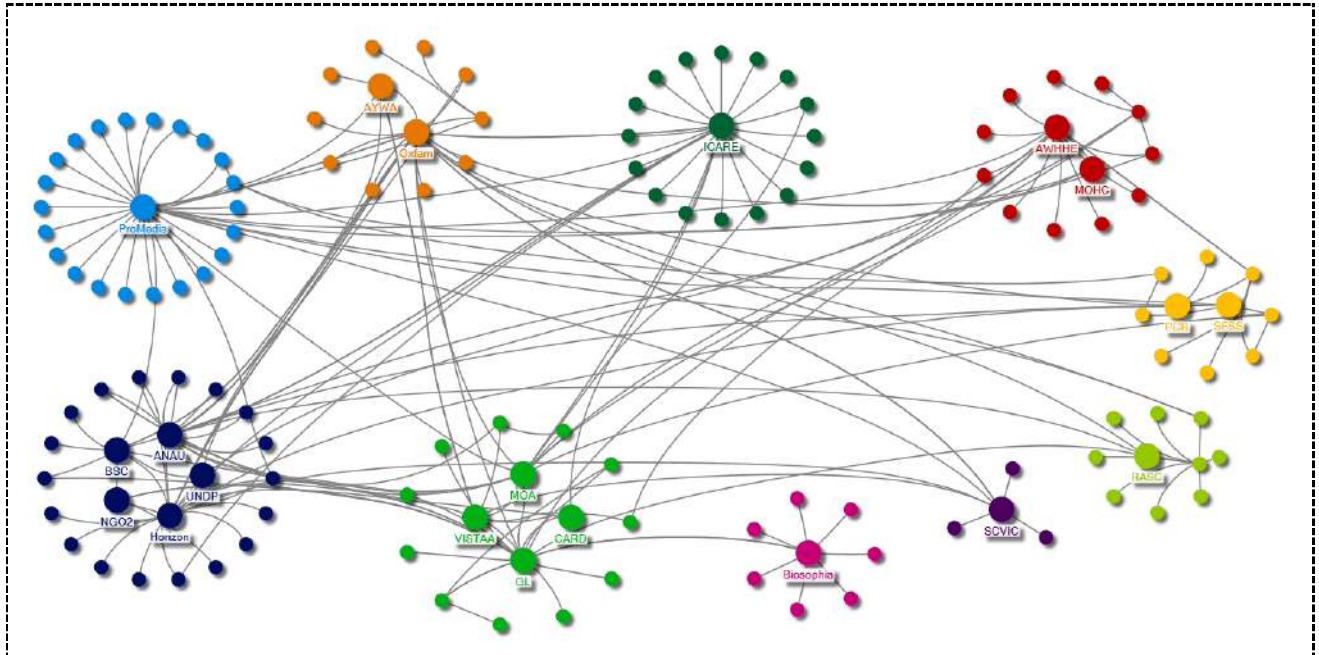 AYWA
Oxfam
ICARE
AWHHE
MOHC
ProMedia
PCB
SFSS
BSC
ANAU
UNDP
NGO2
Horizon
MOA
VISTAA
CARD
GL
Biosophia
SCVIC
RASC